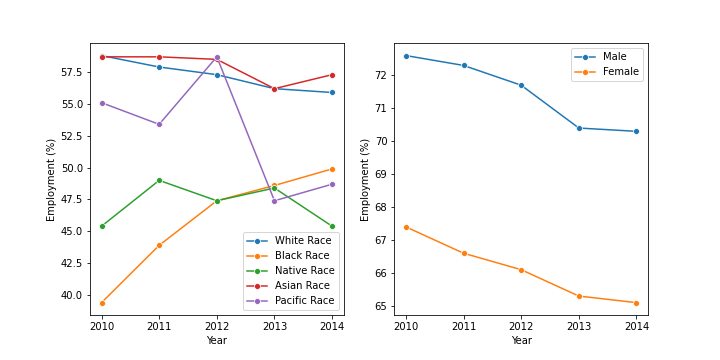 57.5
55.0
52.5
50.0
47.5
45.0
42.5
40.0
Employment (%)
2010 2011 2012 2013 2014
Year
White Race
Black Race
Native Race
Asian Race
Pacific Race
72
71
70
69
68
67
66
65
Employment (%)
2010 2011 2012 2013 2014
Year
Male
Female